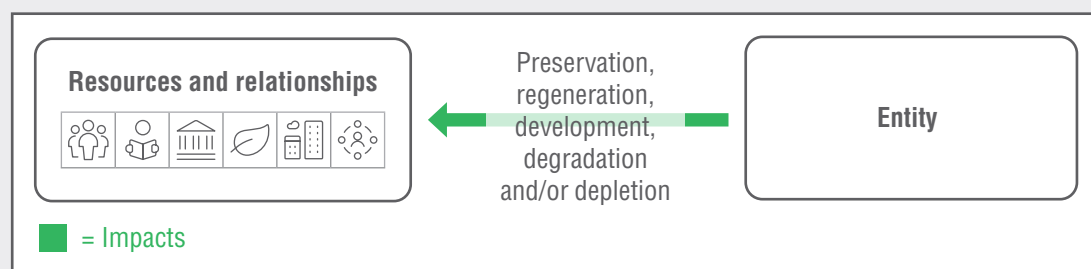 Resources and relationships
Preservation,
regeneration,
development,
degradation
and/or depletion
Entity
= Impacts